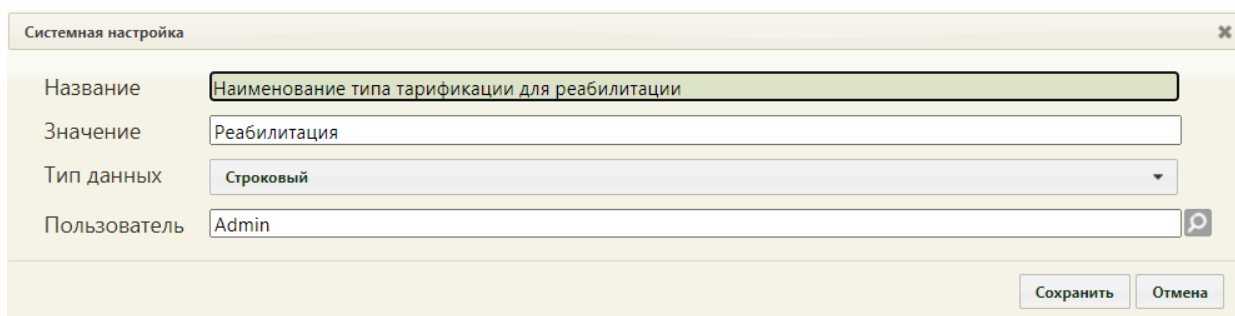 Системная настройка
Название Наименование типа тарификации для реабилитации
Значение Реабилитация
Тип данных Строковый
Пользователь Admin
Сохранить Отмена